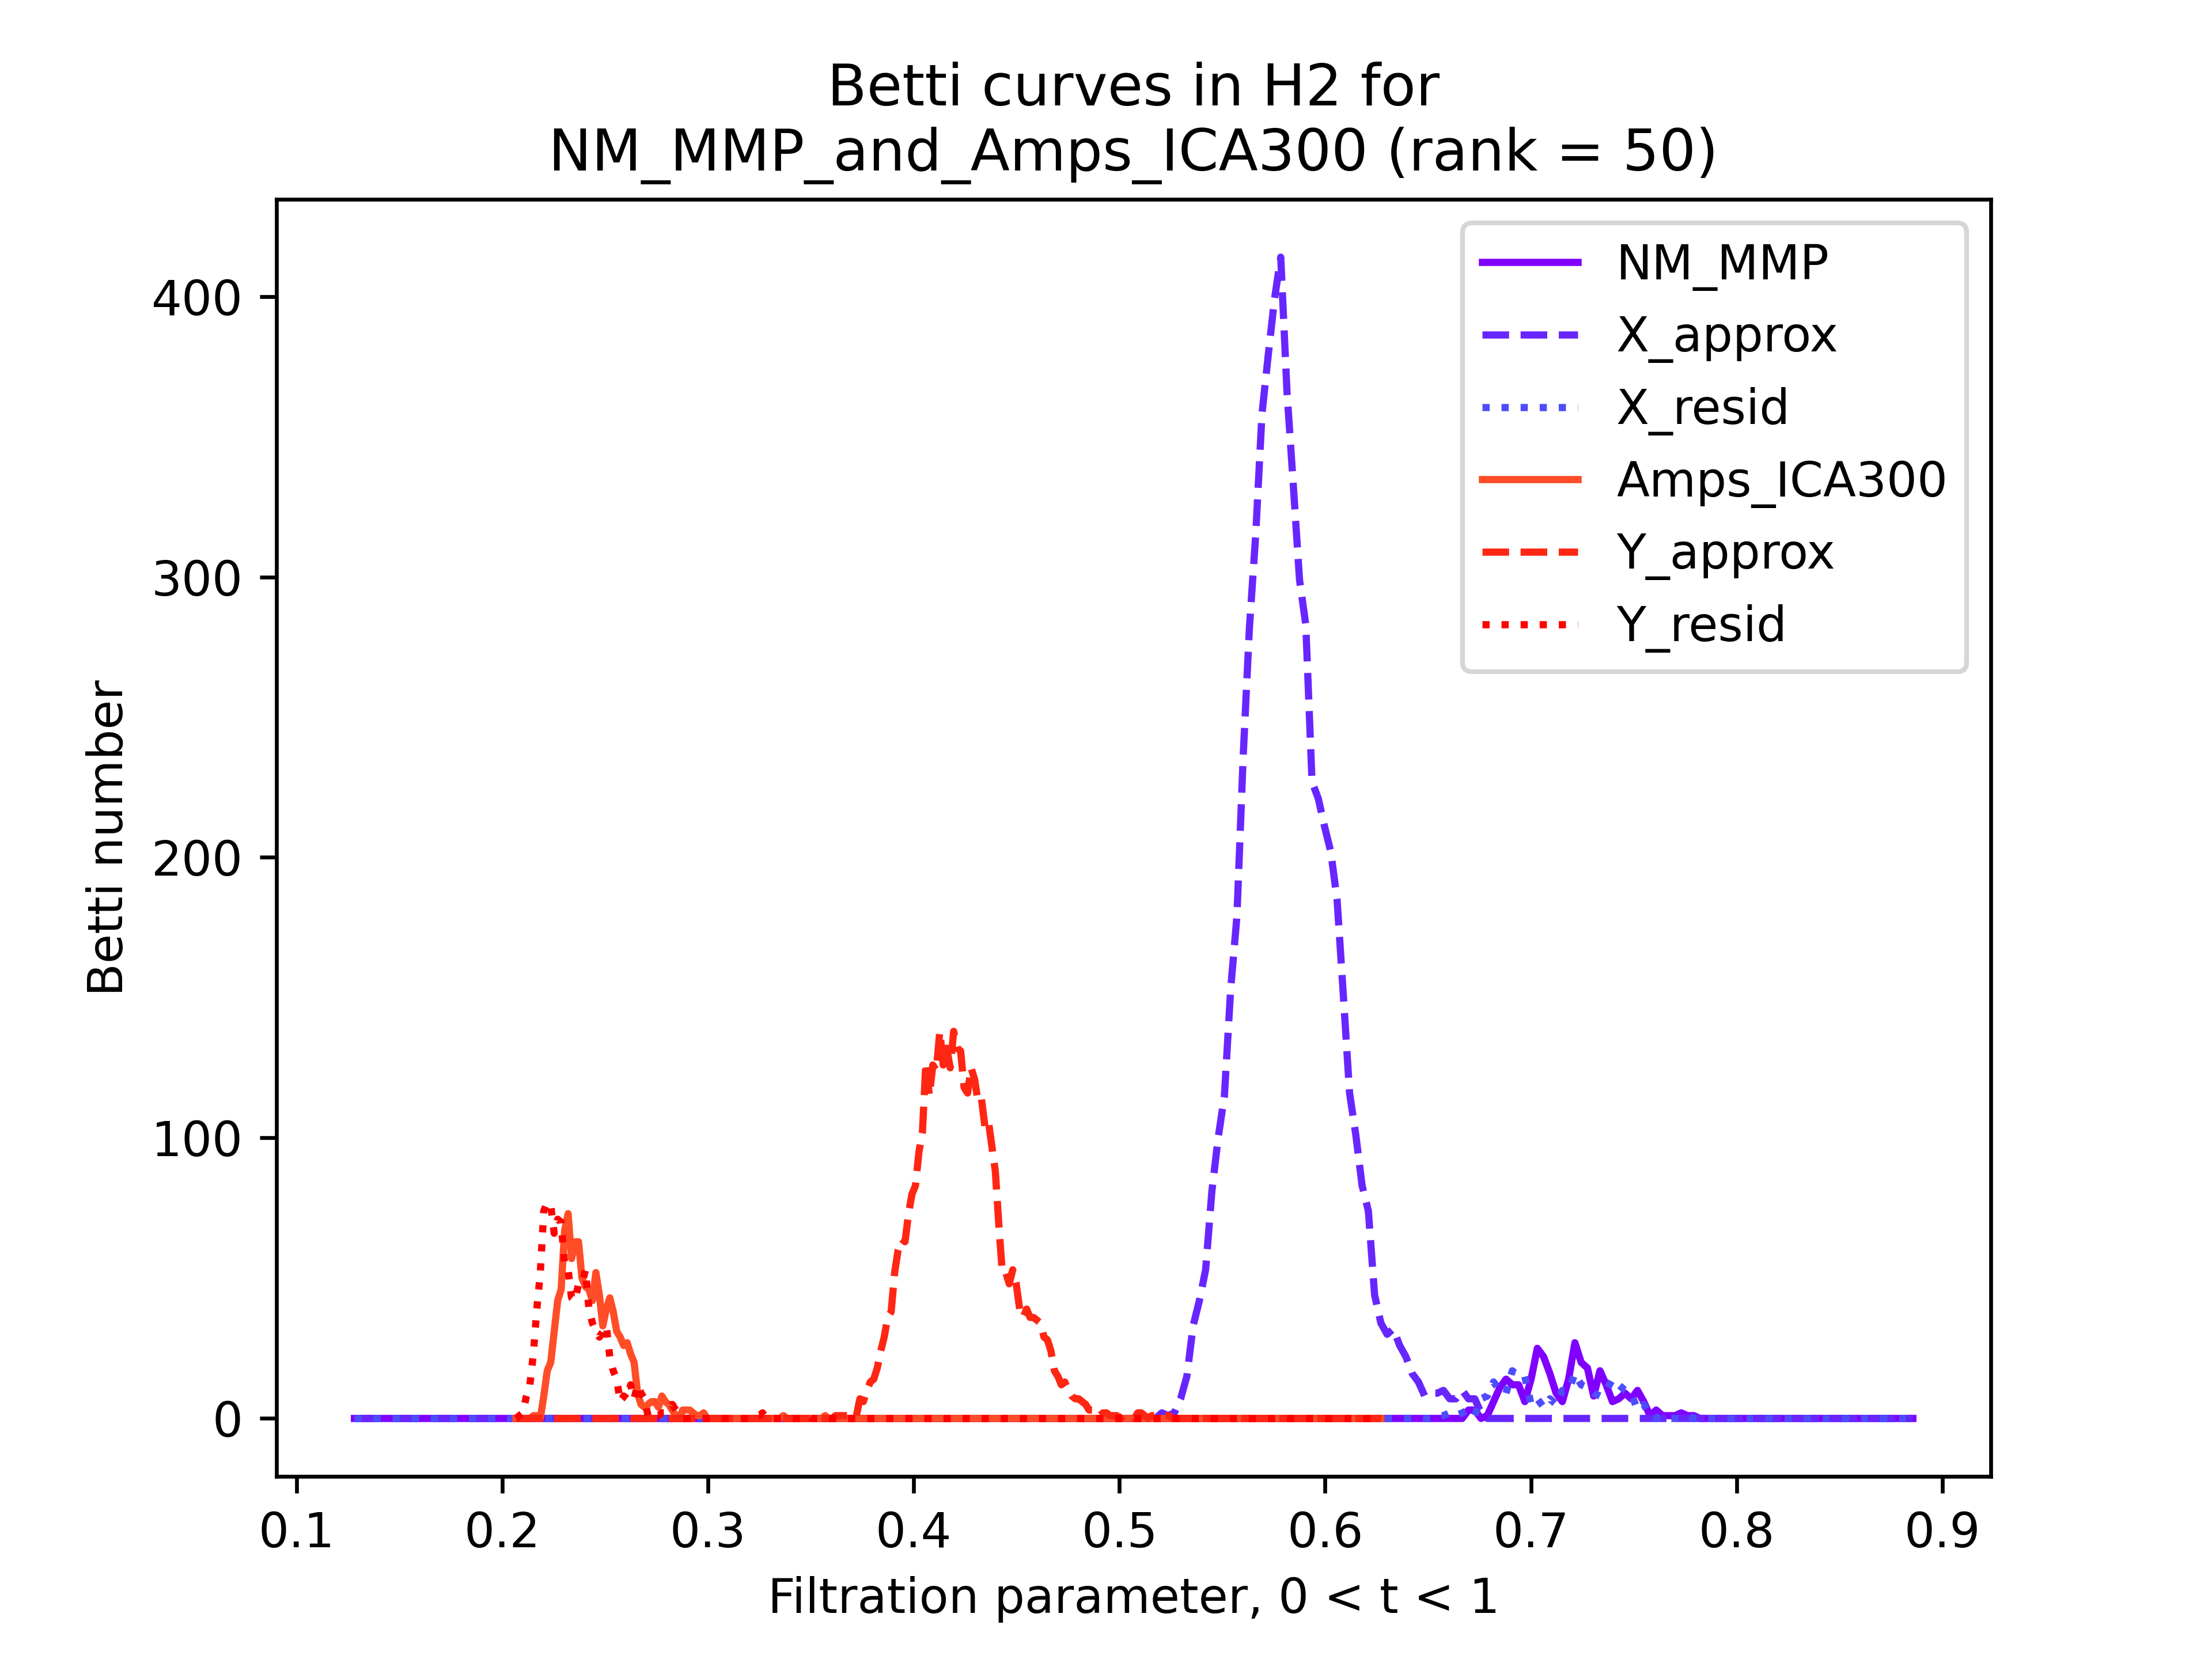 Betti curves in H2 for
NM_MMP_and_Amps_ICA300 (rank = 50)
NM_MMP
X_approx
X_resid
Amps_ICA300
Y_approx
Y_resid
Betti number
400
300
200
100
0
0.1 0.2 0.3 0.4 0.5 0.6 0.7 0.8 0.9
Filtration parameter, 0 < t < 1